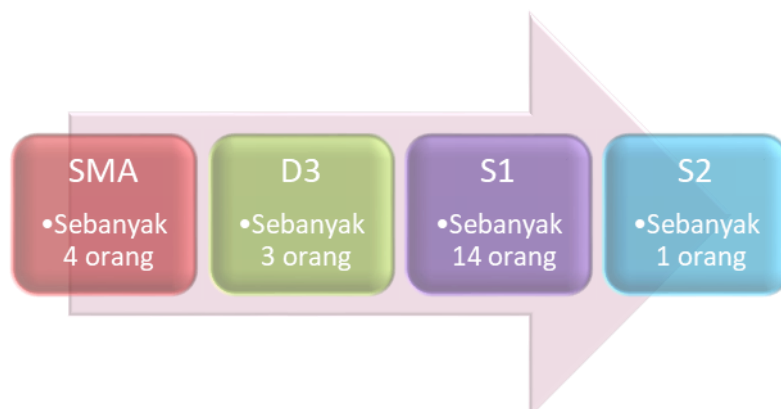 SMA
•Sebanyak
4 orang
D3
•Sebanyak
3 orang
S1
•Sebanyak
14 orang
S2
•Sebanyak
1 orang